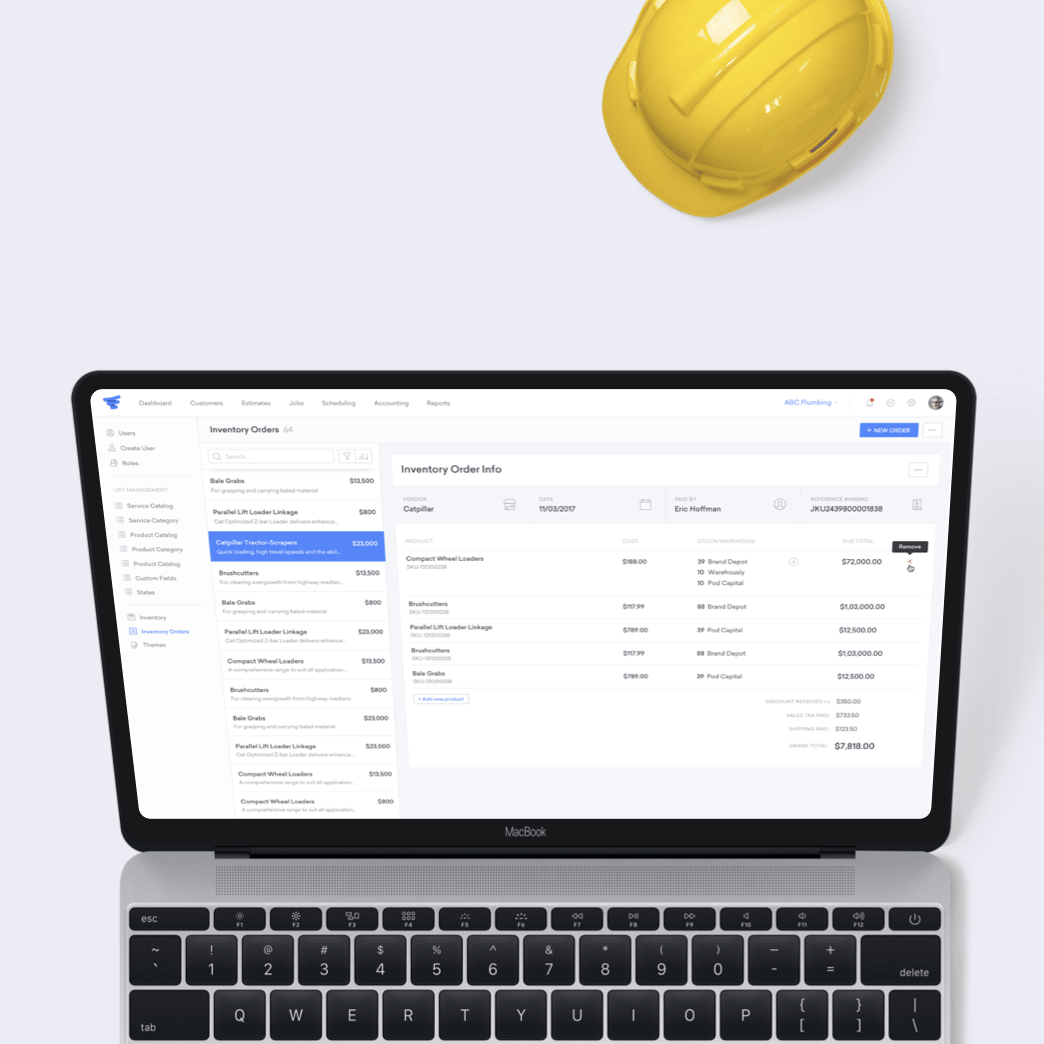 Dashboard Customers Estimates Jobs Scheduling Accounting Reports ABC Plumbing
Users
Create User
Roles
LIST MANAGEMENT
Service Catalog
Service Category
Product Catalog
Product Category
Product Catalog
Custom Fields
States
Inventory
Inventory Orders
Themes
Inventory Orders 64
+ NEW ORDER
Search...
Bale Grabs $13,500
For grasping and carrying baled material
Parallel Lift Loader Linkage $800
Cat Optimized Z-bar Loader delivers enhance...
Catpillar Tractor-Scrapers $23,000
Quick loading, high travel speeds and the abili...
Brushcutters $13,500
For clearing overgrowth from highway median...
Bale Grabs $800
For grasping and carrying baled material
Parallel Lift Loader Linkage $23,000
Cat Optimized Z-bar Loader delivers enhance...
Compact Wheel Loaders $13,500
A comprehensive range to suit all application...
Brushcutters $800
For clearing overgrowth from highway medians
Bale Grabs $23,000
For grasping and carrying baled material
Parallel Lift Loader Linkage $23,000
Cat Optimized Z-bar Loader delivers enhance...
Compact Wheel Loaders $13,500
A comprehensive range to suit all application...
Compact Wheel Loaders $800
A comprehensive range to suit all application...
Inventory Order Info
VENDOR DATE PAID BY REFERENCE #/MEMO
Catpillar 11/03/2017 Eric Hoffman JKU2439800001838
PRODUCT COST STOCK/WAREHOUSE SUB TOTAL
Remove
Compact Wheel Loaders $188.00 39 Brand Depot $72,000.00
10 Warehously
10 Pod Capital
Brushcutters $117.99 88 Brand Depot $1,03,000.00
Parallel Lift Loader Linkage $789.00 39 Pod Capital $12,500.00
Brushcutters $117.99 88 Brand Depot $1,03,000.00
Bale Grabs $789.00 39 Pod Capital $12,500.00
+ Add new product
DISCOUNT RECEIVED $350.00
SALES TAX PAID: $733.50
SHIPPING PAID: $123.50
GRAND TOTAL: $7,818.00
MacBook
esc F1 F2 F3 F4 F5 F6 F7 F8 F9 F10 F11 F12
~ ! @ # $ % ^ & * ( ) — +
` 1 2 3 4 5 6 7 8 9 0 - = delete
tab Q W E R T Y U I O P { [ } ] | \